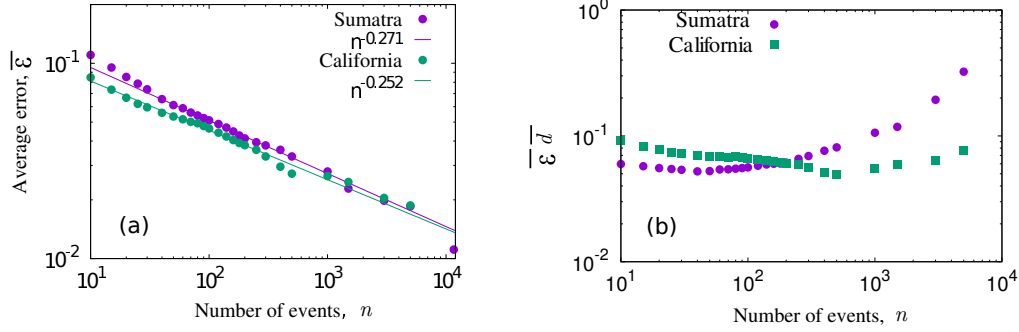 Sumatra
n^-0.271
California
n^-0.252
10^-1
10^-2
Average error, ε̅
(a)
10^1
10^2
10^3
10^4
Number of events, n
Sumatra
California
10^0
10^-1
10^-2
ε̅ d̅
(b)
10^1
10^2
10^3
10^4
Number of events, n